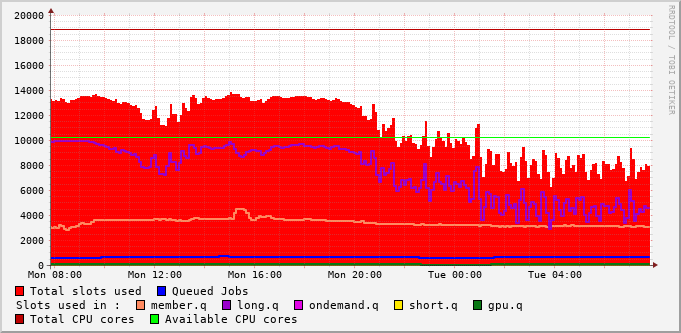 20000
18000
16000
14000
12000
10000
8000
6000
4000
2000
0
Mon 08:00 Mon 12:00 Mon 16:00 Mon 20:00 Tue 00:00 Tue 04:00
RRDTOOL / TOBI OETIKER
Total slots used Queued Jobs
Slots used in : member.q long.q ondemand.q short.q gpu.q
Total CPU cores Available CPU cores